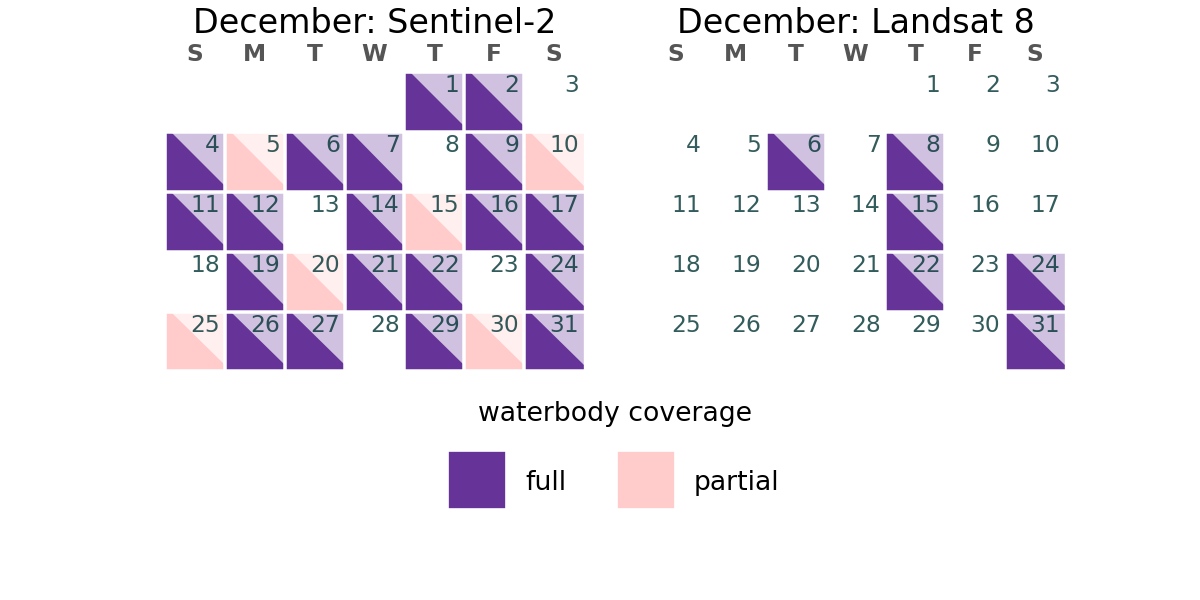 December: Sentinel-2
S M T W T F S
1 2 3
4 5 6 7 8 9 10
11 12 13 14 15 16 17
18 19 20 21 22 23 24
25 26 27 28 29 30 31
December: Landsat 8
S M T W T F S
1 2 3
4 5 6 7 8 9 10
11 12 13 14 15 16 17
18 19 20 21 22 23 24
25 26 27 28 29 30 31
waterbody coverage
full partial